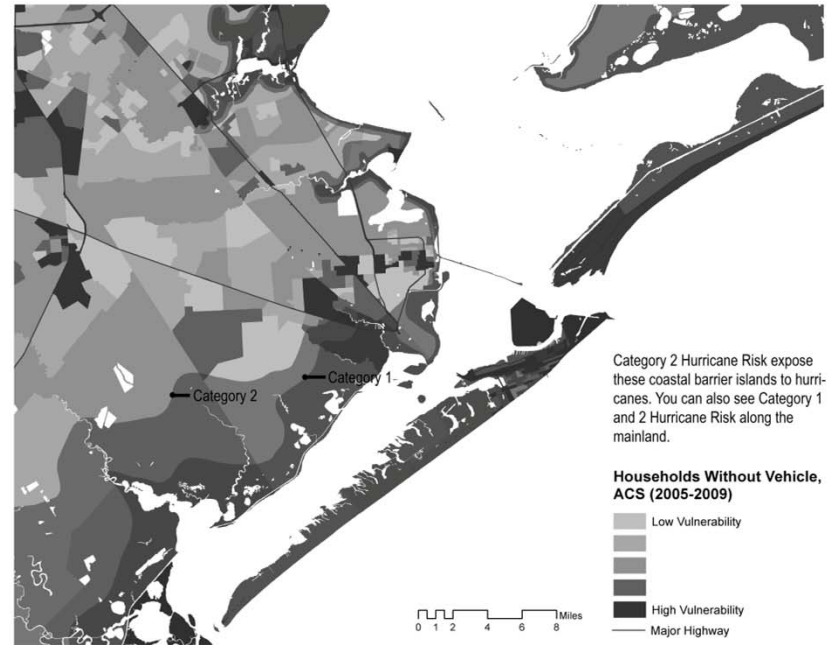 Category 1
Category 2
Category 2 Hurricane Risk expose
these coastal barrier islands to hurri-
canes. You can also see Category 1
and 2 Hurricane Risk along the
mainland.
Households Without Vehicle,
ACS (2005-2009)
Low Vulnerability
High Vulnerability
Major Highway
Miles
0 1 2 4 6 8